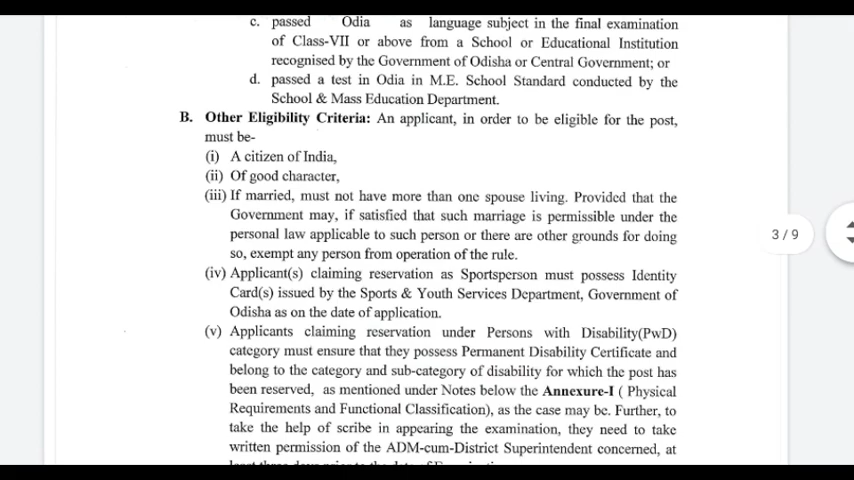 c. passed Odia as language subject in the final examination
of Class-VII or above from a School or Educational Institution
recognised by the Government of Odisha or Central Government; or
d. passed a test in Odia in M.E. School Standard conducted by the
School & Mass Education Department.
B. Other Eligibility Criteria: An applicant, in order to be eligible for the post,
must be-
(i) A citizen of India,
(ii) Of good character,
(iii) If married, must not have more than one spouse living. Provided that the
Government may, if satisfied that such marriage is permissible under the
personal law applicable to such person or there are other grounds for doing
so, exempt any person from operation of the rule.
3 / 9
(iv) Applicant(s) claiming reservation as Sportsperson must possess Identity
Card(s) issued by the Sports & Youth Services Department, Government of
Odisha as on the date of application.
(v) Applicants claiming reservation under Persons with Disability(PwD)
category must ensure that they possess Permanent Disability Certificate and
belong to the category and sub-category of disability for which the post has
been reserved, as mentioned under Notes below the Annexure-I ( Physical
Requirements and Functional Classification), as the case may be. Further, to
take the help of scribe in appearing the examination, they need to take
written permission of the ADM-cum-District Superintendent concerned, at